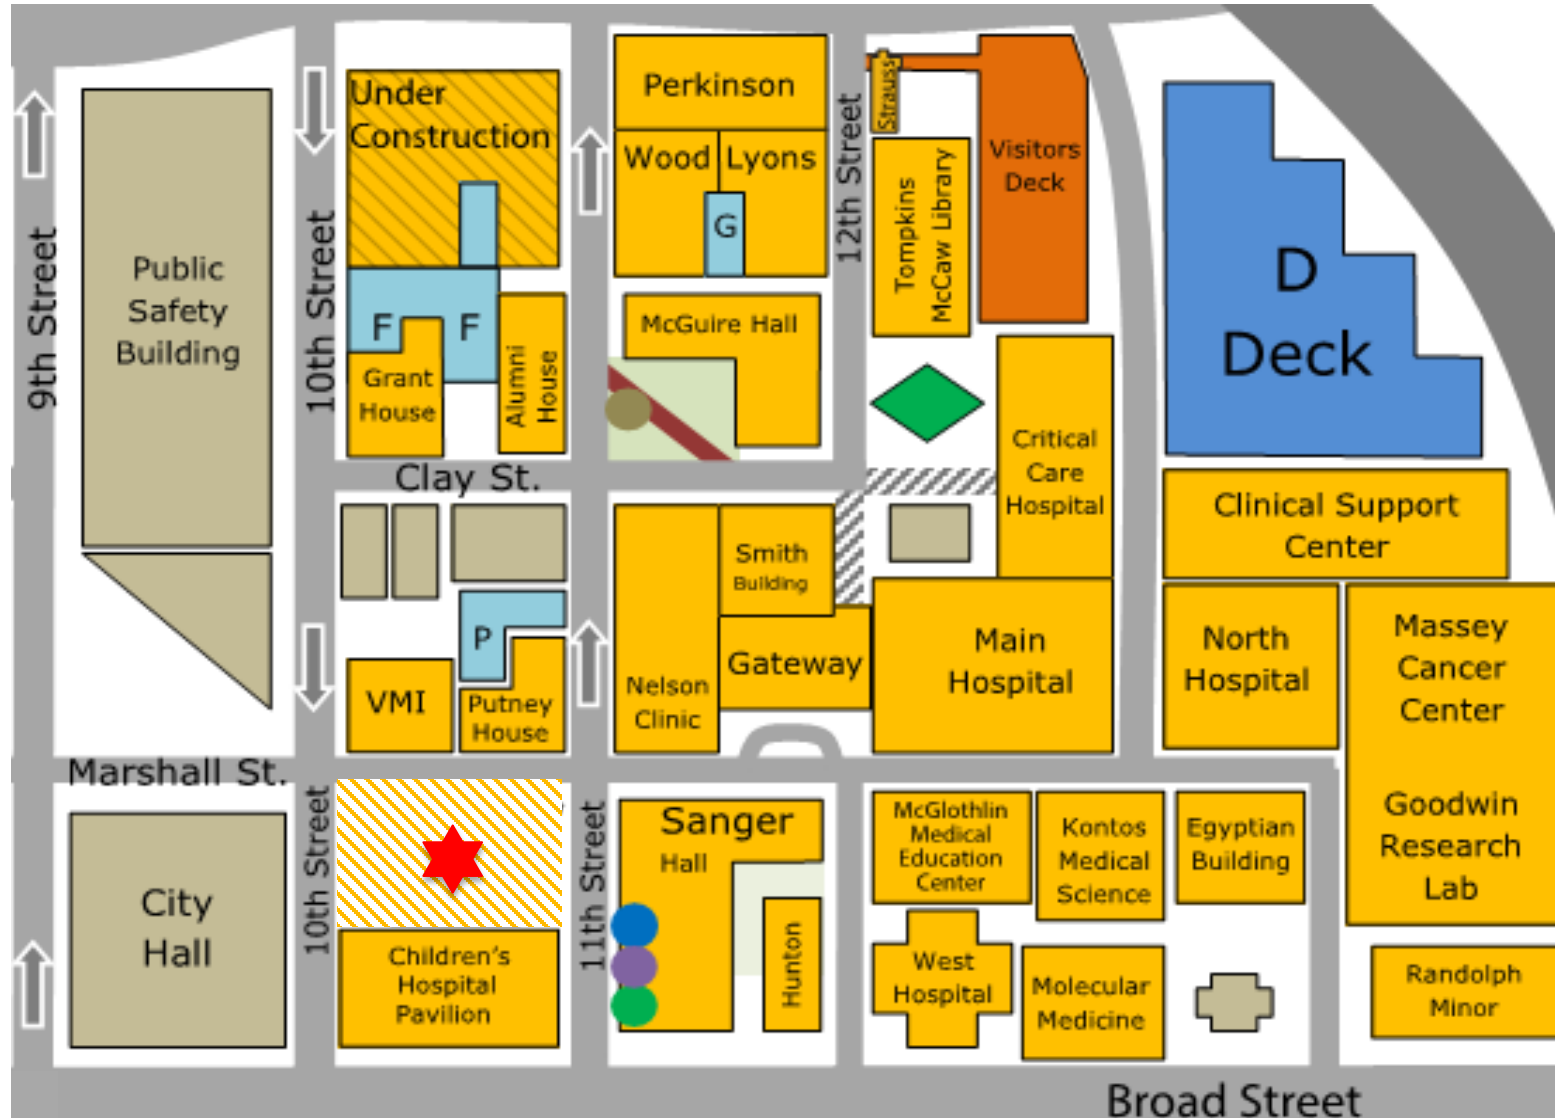 Under
Construction
Perkinson
Wood
Lyons
G
12th Street
Strauss
Tompkins
McCaw Library
Visitors
Deck
D
Deck
9th Street
Public
Safety
Building
10th Street
F
F
Grant
House
Alumni
House
McGuire Hall
Critical
Care
Hospital
Clay St.
Clinical Support
Center
Smith
Building
Nelson
Clinic
Gateway
Main
Hospital
North
Hospital
Massey
Cancer
Center
Goodwin
Research
Lab
P
VMI
Putney
House
Marshall St.
City
Hall
10th Street
Children's
Hospital
Pavilion
11th Street
Sanger
Hall
Hunton
McGlothlin
Medical
Education
Center
Kontos
Medical
Science
Egyptian
Building
West
Hospital
Molecular
Medicine
Randolph
Minor
Broad Street